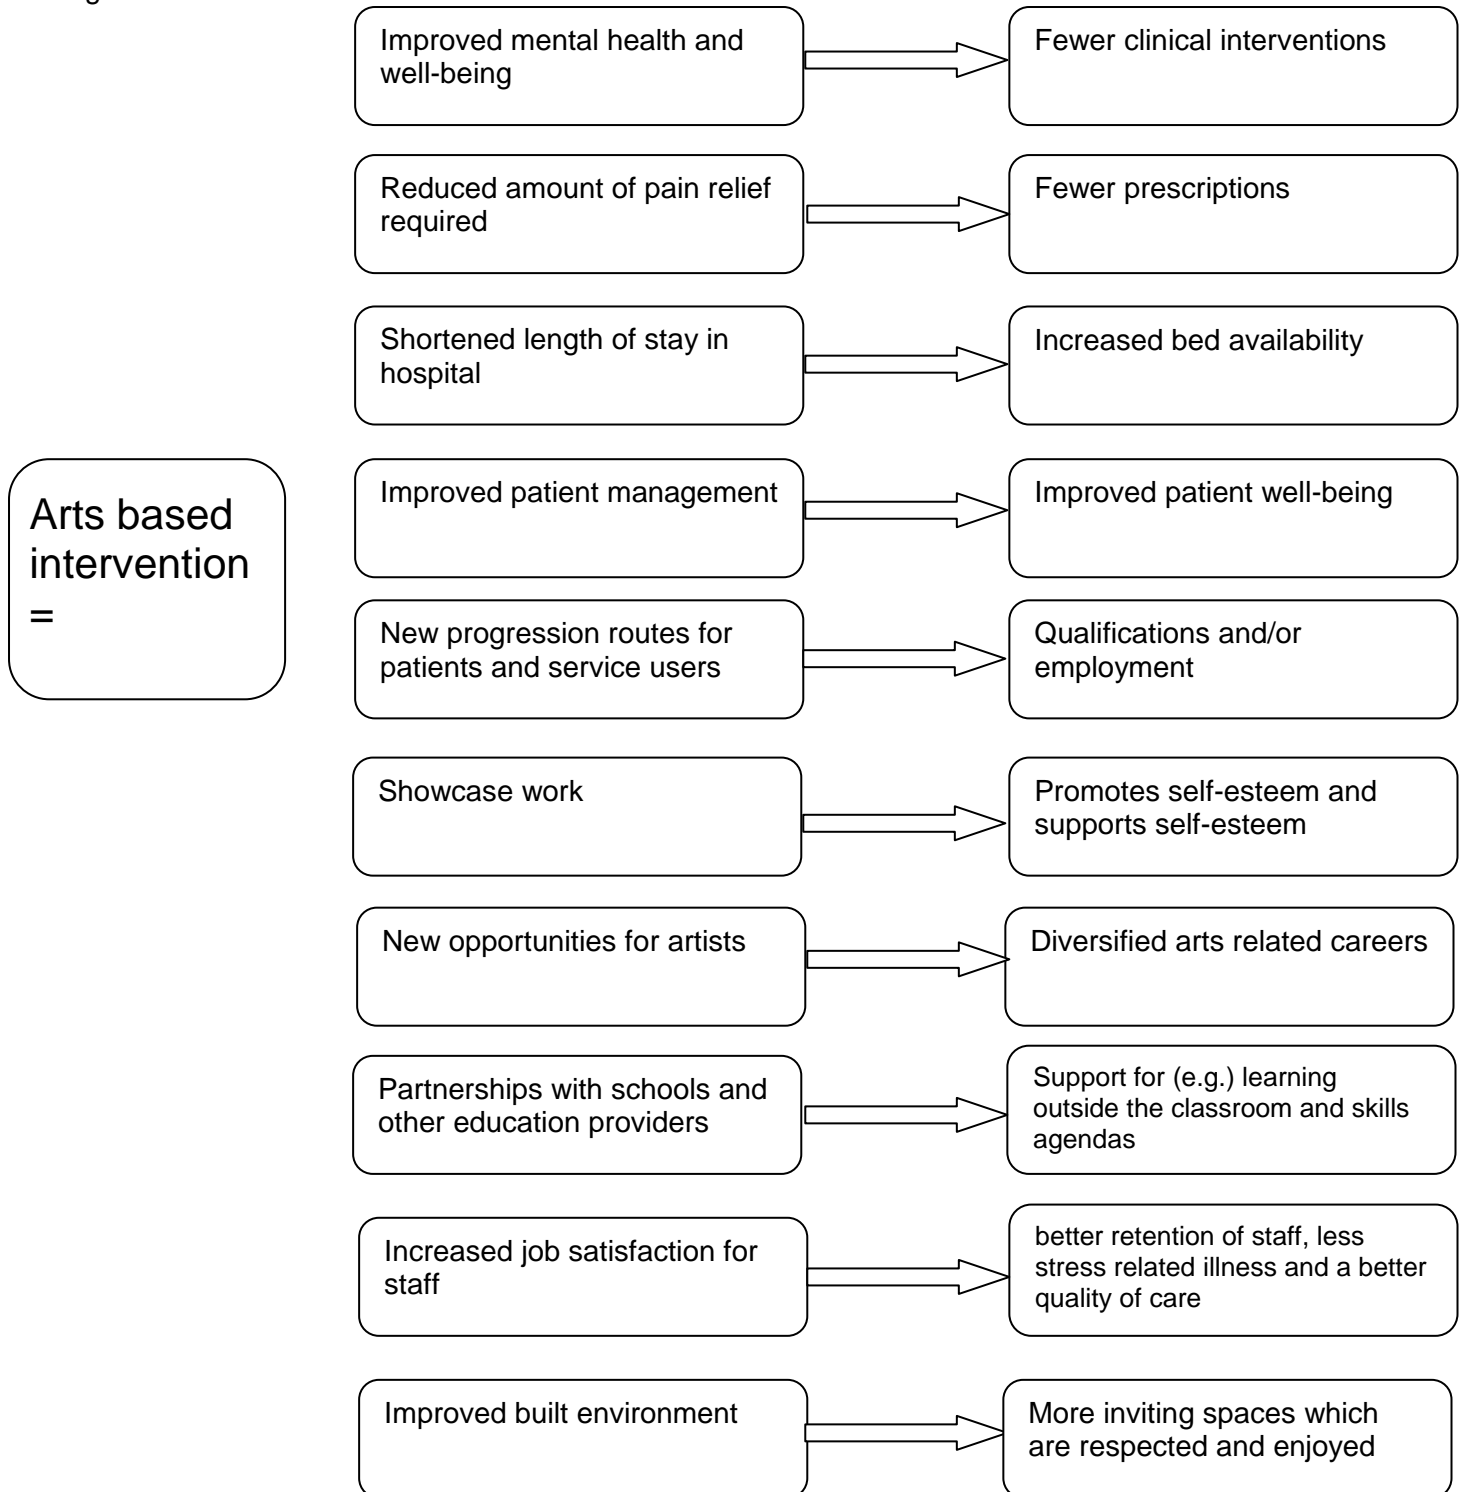 Improved mental health and
well-being
Fewer clinical interventions
Reduced amount of pain relief
required
Fewer prescriptions
Shortened length of stay in
hospital
Increased bed availability
Arts based
intervention
=
Improved patient management
Improved patient well-being
New progression routes for
patients and service users
Qualifications and/or
employment
Showcase work
Promotes self-esteem and
supports self-esteem
New opportunities for artists
Diversified arts related careers
Partnerships with schools and
other education providers
Support for (e.g.) learning
outside the classroom and skills
agendas
Increased job satisfaction for
staff
better retention of staff, less
stress related illness and a better
quality of care
Improved built environment
More inviting spaces which
are respected and enjoyed